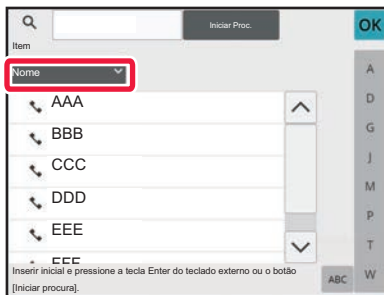 Iniciar Proc.
OK
Item
Nome
AAA
BBB
CCC
DDD
EEE
FFF
A
D
G
J
M
P
T
W
ABC
Inserir inicial e pressione a tecla Enter do teclado externo ou o botão
[Iniciar procura].